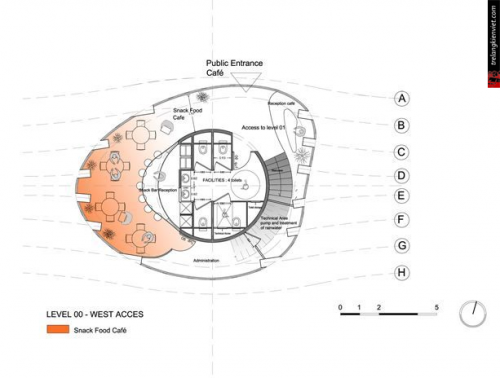 trelangkienviet.com
Public Entrance
Café
Snack Food
Cafe
Reception cafe
Access to level 01
A
B
C
D
E
F
G
H
FACILITIES : 4 toilets
Snack Bar Reception
Technical Area
pump and treatment
of rainwater
Administration
LEVEL 00 - WEST ACCES
Snack Food Café
0 1 2 5